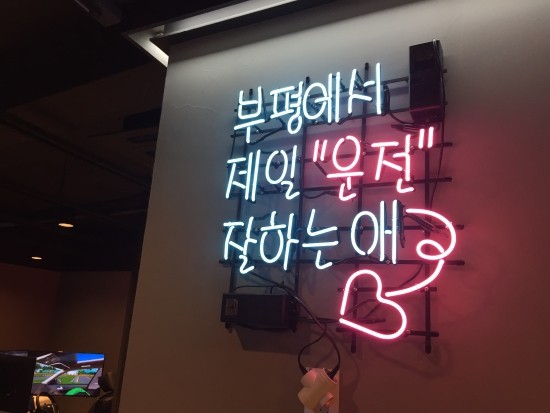 부평에서
제일 "운전"
잘하는 애